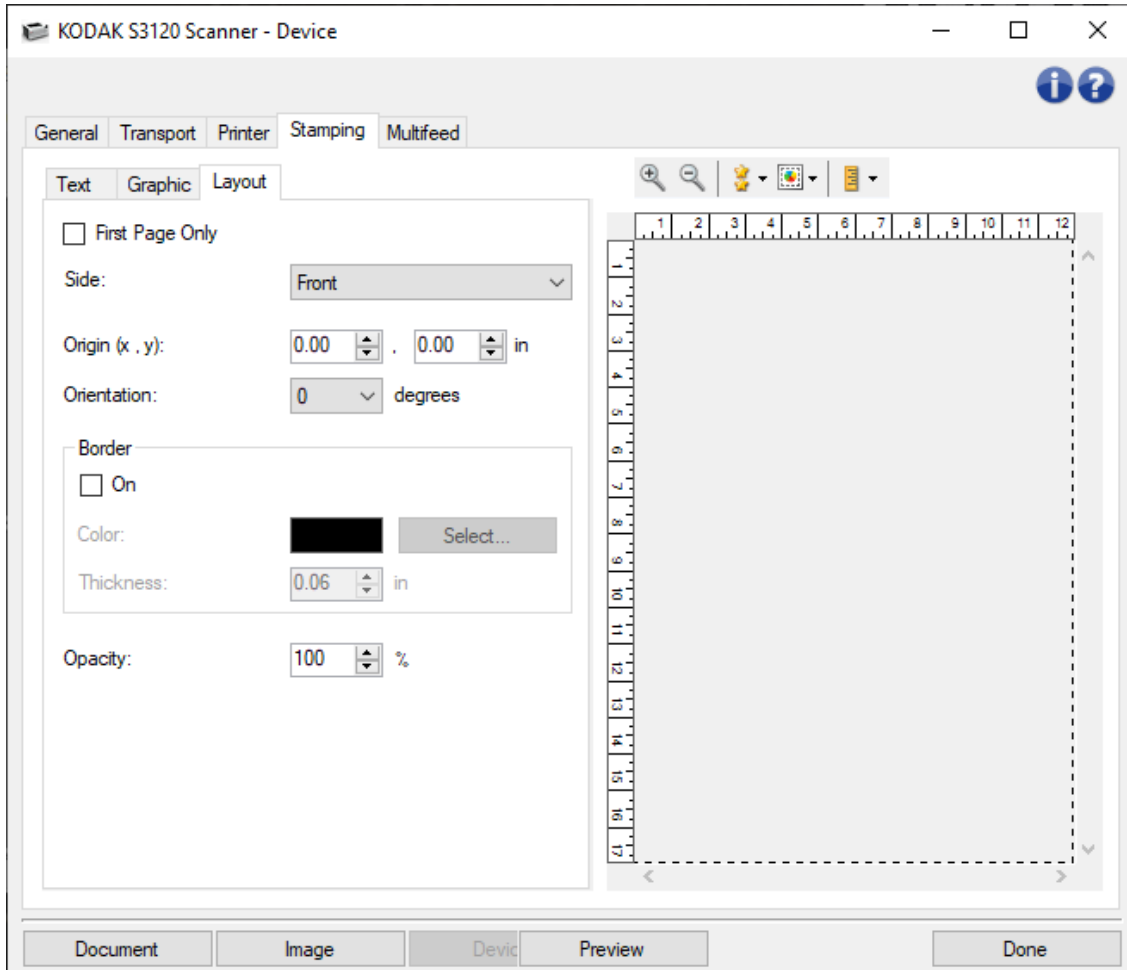 KODAK S3120 Scanner - Device
General Transport Printer Stamping Multifeed
Text Graphic Layout
First Page Only
Side: Front
Origin (x , y): 0.00 , 0.00 in
Orientation: 0 degrees
Border
On
Color: Select...
Thickness: 0.06 in
Opacity: 100 %
1 2 3 4 5 6 7 8 9 10 11 12
1
2
3
4
5
6
7
8
9
10
11
12
13
14
15
16
17
Document Image Devic Preview Done